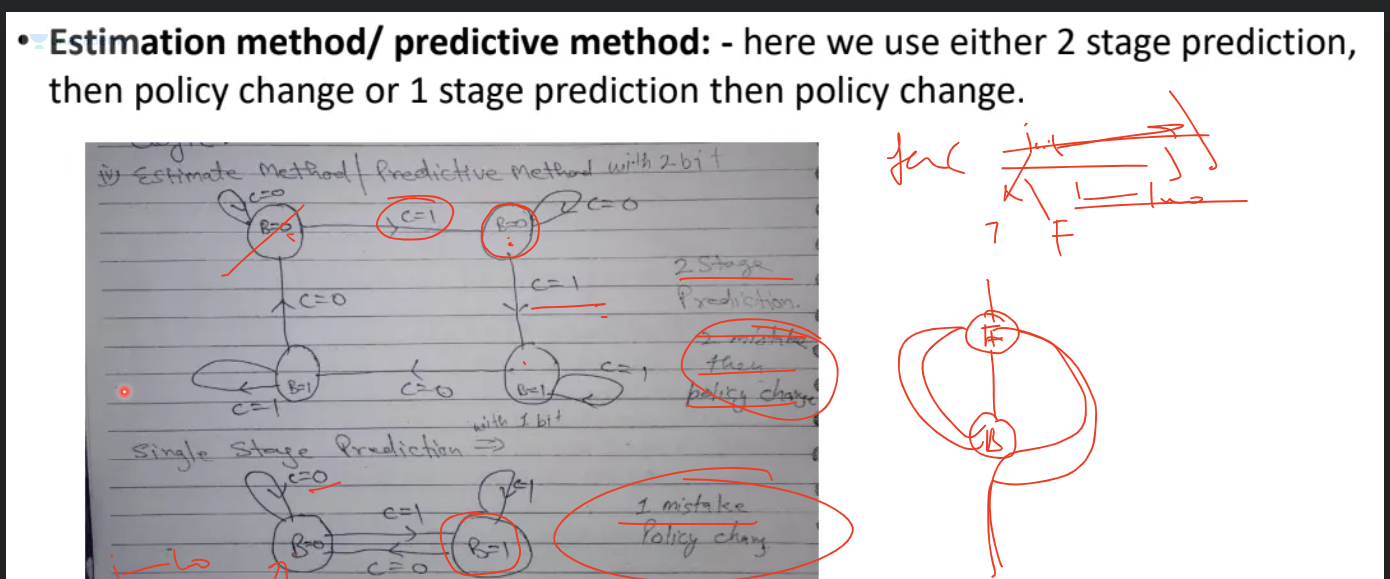 • Estimation method/ predictive method: - here we use either 2 stage prediction,
then policy change or 1 stage prediction then policy change.
Estimate Method / Predictive Method with 2 bit
C=0
B=0
C=1
B=0
C=0
C=1
2 Stage
Prediction.
C=0
2 mistake
then
policy change
B=1
C=1
C=0
B=1
C=1
with 1 bit
Single Stage Prediction ⇒
C=0
B=0
C=1
C=0
B=1
C=1
1 mistake
Policy chang
F
E
B